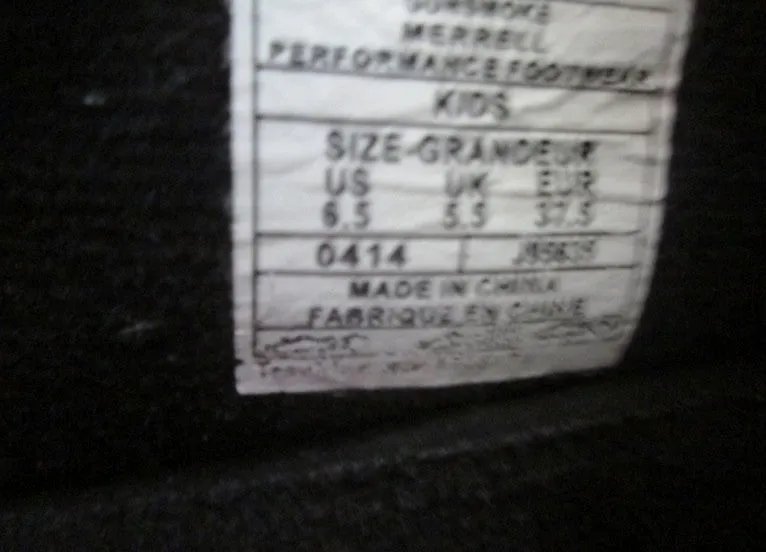 GUNSMOKE
MERRELL
PERFORMANCE FOOTWEAR
KIDS
SIZE-GRANDEUR
US UK EUR
6.5 5.5 37.5
0414
MADE IN CHINA
FABRIQUE EN CHINE